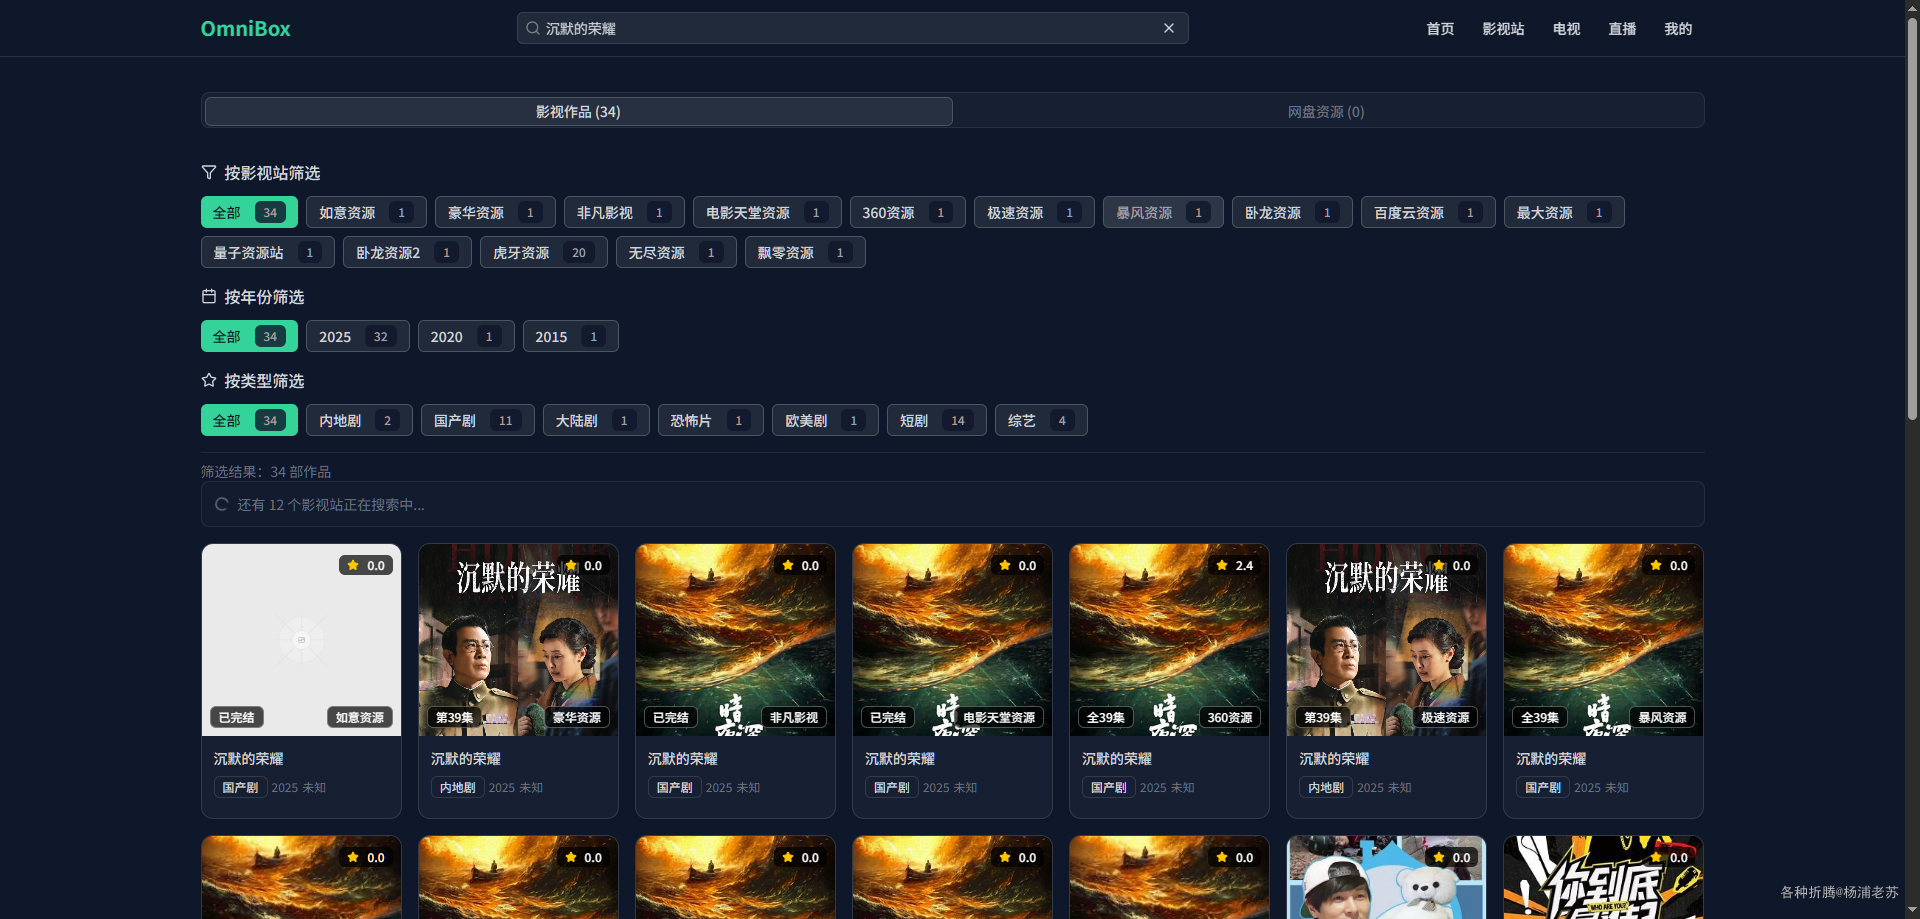 OmniBox
沉默的荣耀
首页 影视站 电视 直播 我的
影视作品 (34) 网盘资源 (0)
按影视站筛选
全部 34 如意资源 1 豪华资源 1 非凡影视 1 电影天堂资源 1 360资源 1 极速资源 1 暴风资源 1 卧龙资源 1 百度云资源 1 最大资源 1
量子资源站 1 卧龙资源2 1 虎牙资源 20 无尽资源 1 飘零资源 1
按年份筛选
全部 34 2025 32 2020 1 2015 1
按类型筛选
全部 34 内地剧 2 国产剧 11 大陆剧 1 恐怖片 1 欧美剧 1 短剧 14 综艺 4
筛选结果：34 部作品
还有 12 个影视站正在搜索中...
0.0 0.0 0.0 0.0 2.4 0.0 0.0
沉默的荣耀 沉默的荣耀
已完结 如意资源 第39集 豪华资源 已完结 非凡影视 已完结 电影天堂资源 全39集 360资源 第39集 极速资源 全39集 暴风资源
沉默的荣耀 沉默的荣耀 沉默的荣耀 沉默的荣耀 沉默的荣耀 沉默的荣耀 沉默的荣耀
国产剧 2025 未知 内地剧 2025 未知 国产剧 2025 未知 国产剧 2025 未知 国产剧 2025 未知 内地剧 2025 未知 国产剧 2025 未知
0.0 0.0 0.0 0.0 0.0 0.0 0.0
你到底
WHO ARE YOU?
各种折腾@杨浦老苏